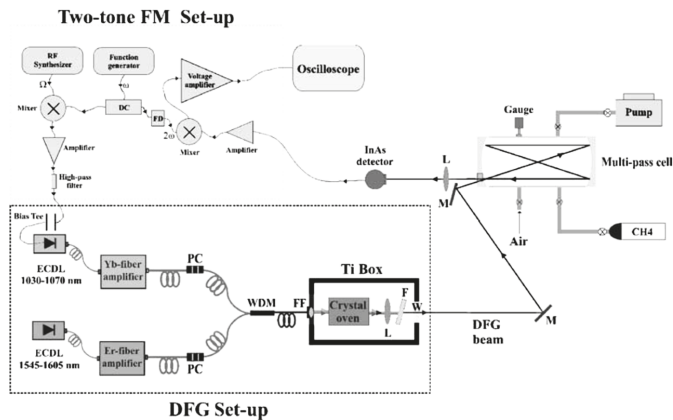 Two-tone FM Set-up
RF
Synthesizer
Function
generator
Voltage
amplifier
Oscilloscope
Ω
ω
Mixer
DC
FD
2ω
Mixer
Amplifier
Amplifier
High-pass
filter
Bias Tee
InAs
detector
L
M
Gauge
Pump
Multi-pass cell
Air
CH4
ECDL
1030-1070 nm
Yb-fiber
amplifier
PC
WDM
FF
Ti Box
Crystal
oven
L
F
W
DFG
beam
M
ECDL
1545-1605 nm
Er-fiber
amplifier
PC
DFG Set-up